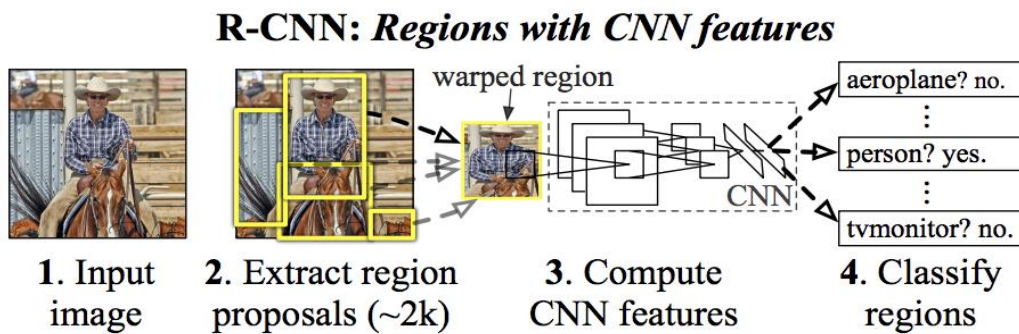 R-CNN: Regions with CNN features
warped region
aeroplane? no.
⋮
person? yes.
⋮
tvmonitor? no.
CNN
1. Input
image
2. Extract region
proposals (~2k)
3. Compute
CNN features
4. Classify
regions